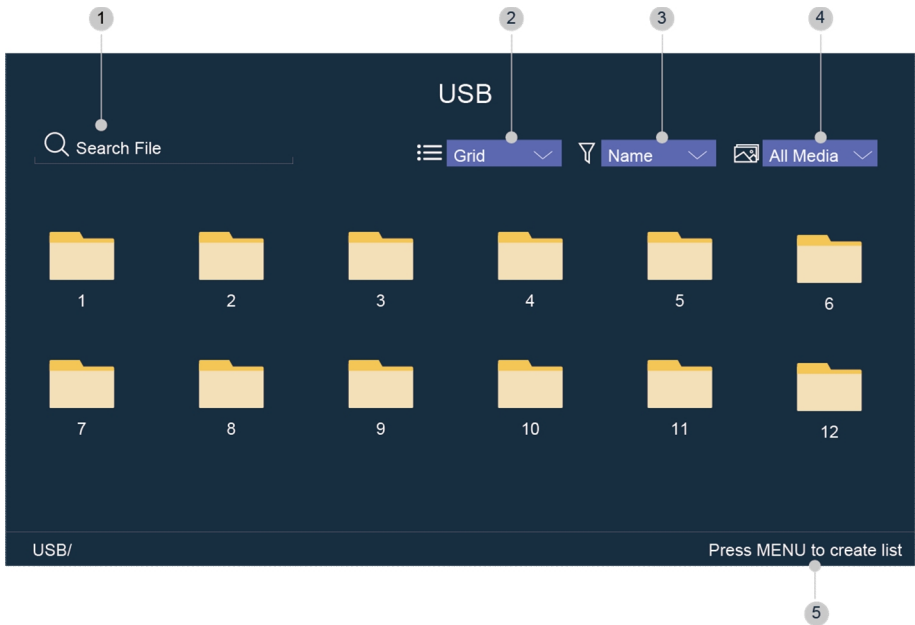 1 2 3 4
USB
Search File Grid Name All Media
1 2 3 4 5 6
7 8 9 10 11 12
USB/ Press MENU to create list
5